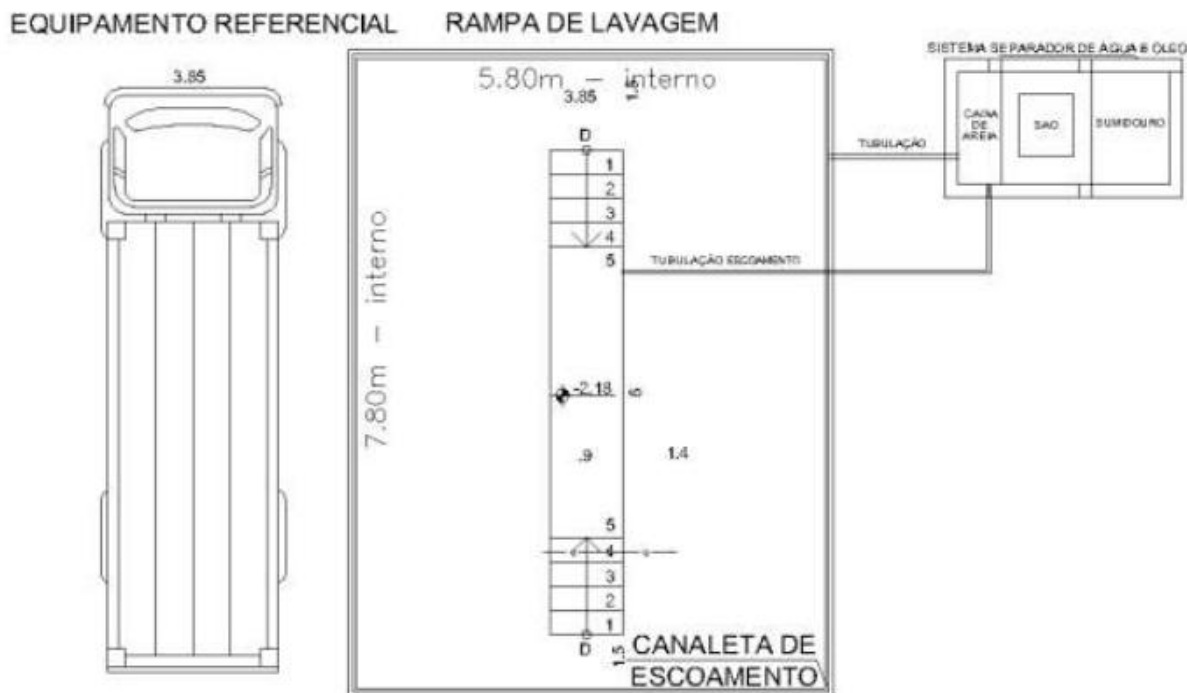 EQUIPAMENTO REFERENCIAL
RAMPA DE LAVAGEM
SISTEMA SEPARADOR DE ÁGUA E ÓLEO
3.85
5.80m - interno
3.85
1.5
D
1
2
3
4
5
CAIXA
DE
AREIA
SAO
SUMIDOURO
TUBULAÇÃO
TUBULAÇÃO ESCOAMENTO
7.80m - interno
-2.18
6
.9
1.4
5
4
3
2
1
D
1.5
CANALETA DE
ESCOAMENTO